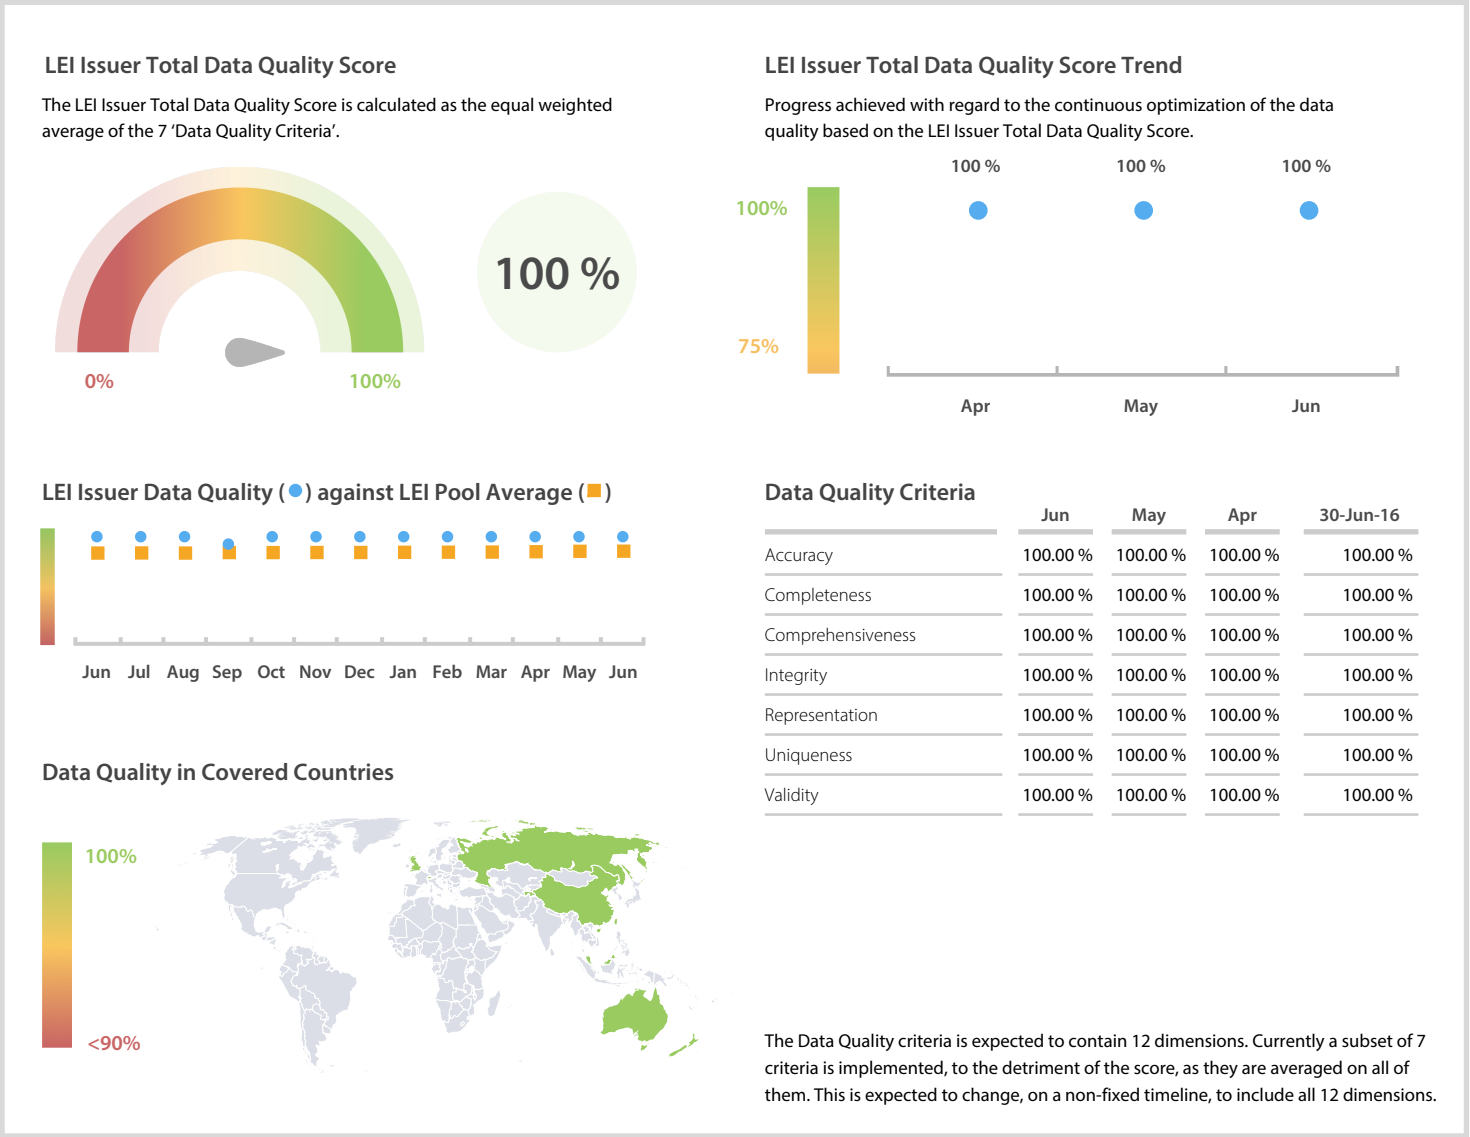 LEI Issuer Total Data Quality Score
The LEI Issuer Total Data Quality Score is calculated as the equal weighted
average of the 7 ‘Data Quality Criteria’.
0%
100%
100 %
LEI Issuer Total Data Quality Score Trend
Progress achieved with regard to the continuous optimization of the data
quality based on the LEI Issuer Total Data Quality Score.
100 % 100 % 100 %
100%
75%
Apr May Jun
LEI Issuer Data Quality ( ) against LEI Pool Average ( )
Jun Jul Aug Sep Oct Nov Dec Jan Feb Mar Apr May Jun
Data Quality Criteria
Jun May Apr 30-Jun-16
Accuracy 100.00 % 100.00 % 100.00 % 100.00 %
Completeness 100.00 % 100.00 % 100.00 % 100.00 %
Comprehensiveness 100.00 % 100.00 % 100.00 % 100.00 %
Integrity 100.00 % 100.00 % 100.00 % 100.00 %
Representation 100.00 % 100.00 % 100.00 % 100.00 %
Uniqueness 100.00 % 100.00 % 100.00 % 100.00 %
Validity 100.00 % 100.00 % 100.00 % 100.00 %
Data Quality in Covered Countries
100%
<90%
The Data Quality criteria is expected to contain 12 dimensions. Currently a subset of 7
criteria is implemented, to the detriment of the score, as they are averaged on all of
them. This is expected to change, on a non-fixed timeline, to include all 12 dimensions.